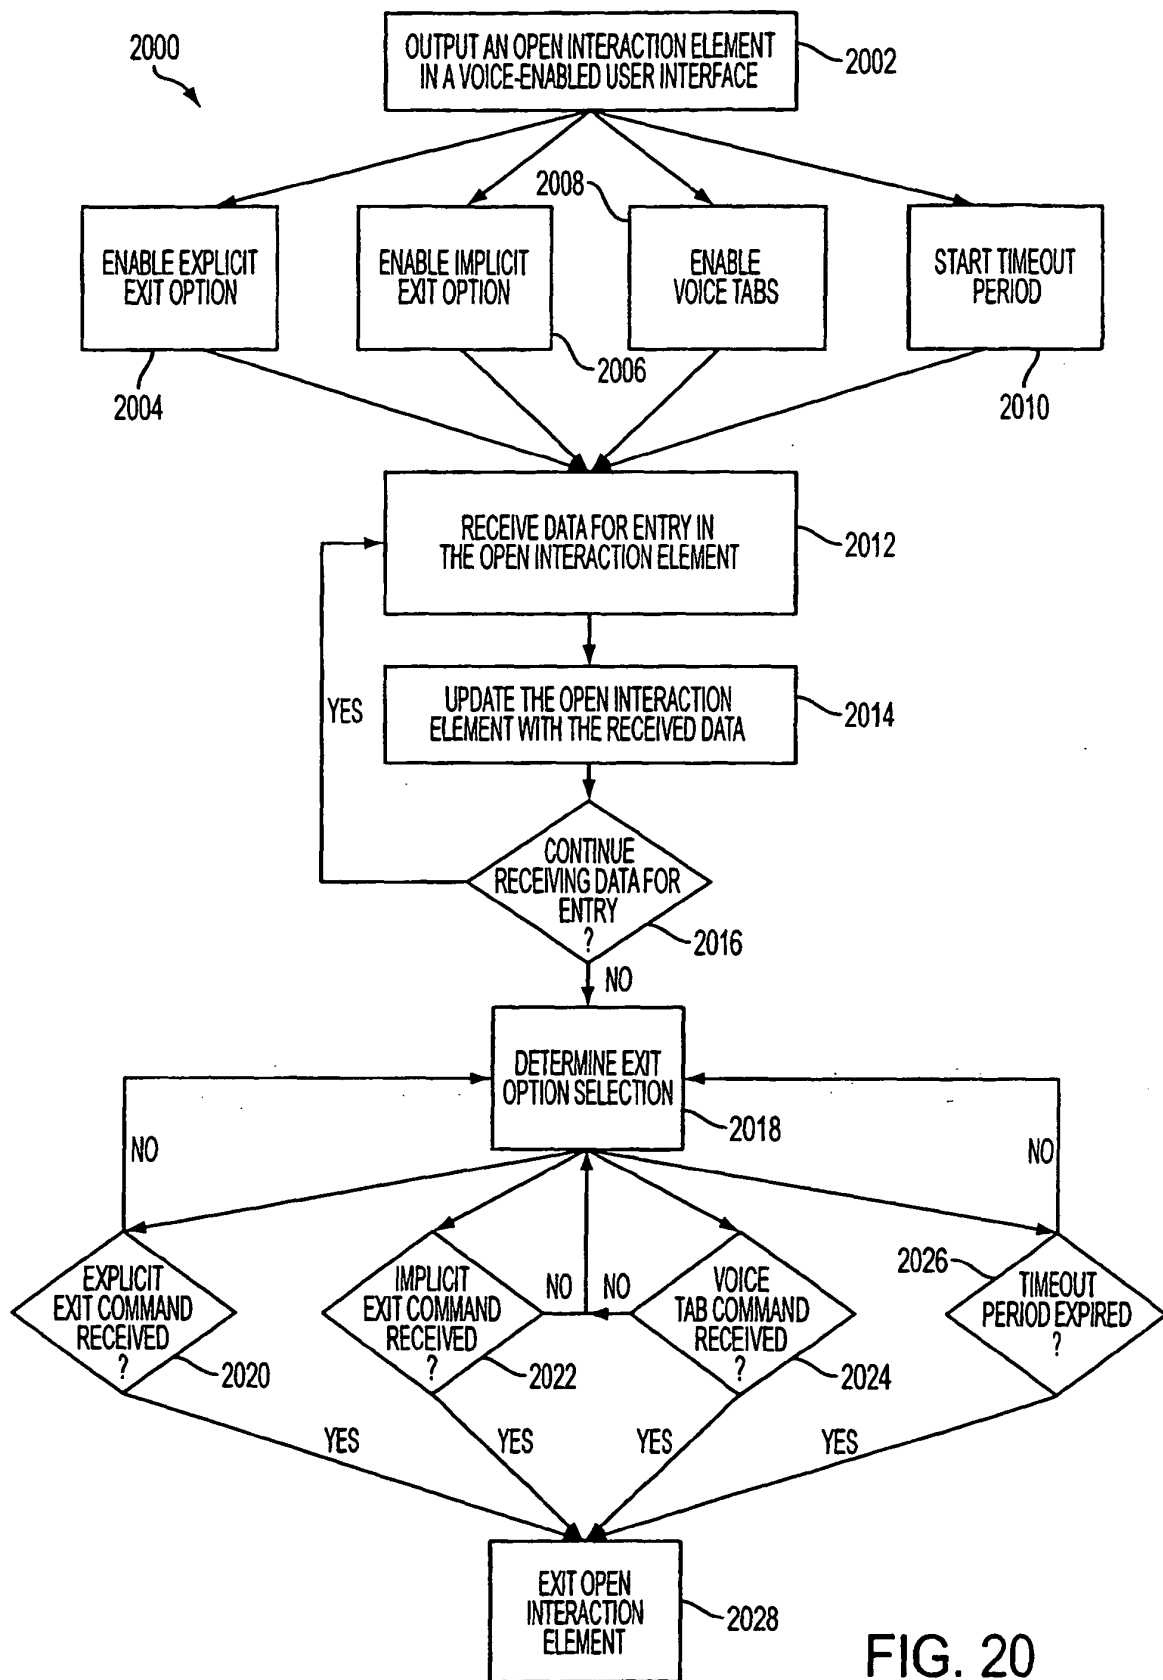 2000
OUTPUT AN OPEN INTERACTION ELEMENT
IN A VOICE-ENABLED USER INTERFACE
2002
2008
ENABLE EXPLICIT
EXIT OPTION
ENABLE IMPLICIT
EXIT OPTION
ENABLE
VOICE TABS
START TIMEOUT
PERIOD
2004
2006
2010
RECEIVE DATA FOR ENTRY IN
THE OPEN INTERACTION ELEMENT
2012
YES
UPDATE THE OPEN INTERACTION
ELEMENT WITH THE RECEIVED DATA
2014
CONTINUE
RECEIVING DATA FOR
ENTRY
?
2016
NO
DETERMINE EXIT
OPTION SELECTION
2018
NO
NO
EXPLICIT
EXIT COMMAND
RECEIVED
?
2020
IMPLICIT
EXIT COMMAND
RECEIVED
?
2022
NO
NO
VOICE
TAB COMMAND
RECEIVED
?
2024
2026
TIMEOUT
PERIOD EXPIRED
?
YES
YES
YES
YES
EXIT OPEN
INTERACTION
ELEMENT
2028
FIG. 20